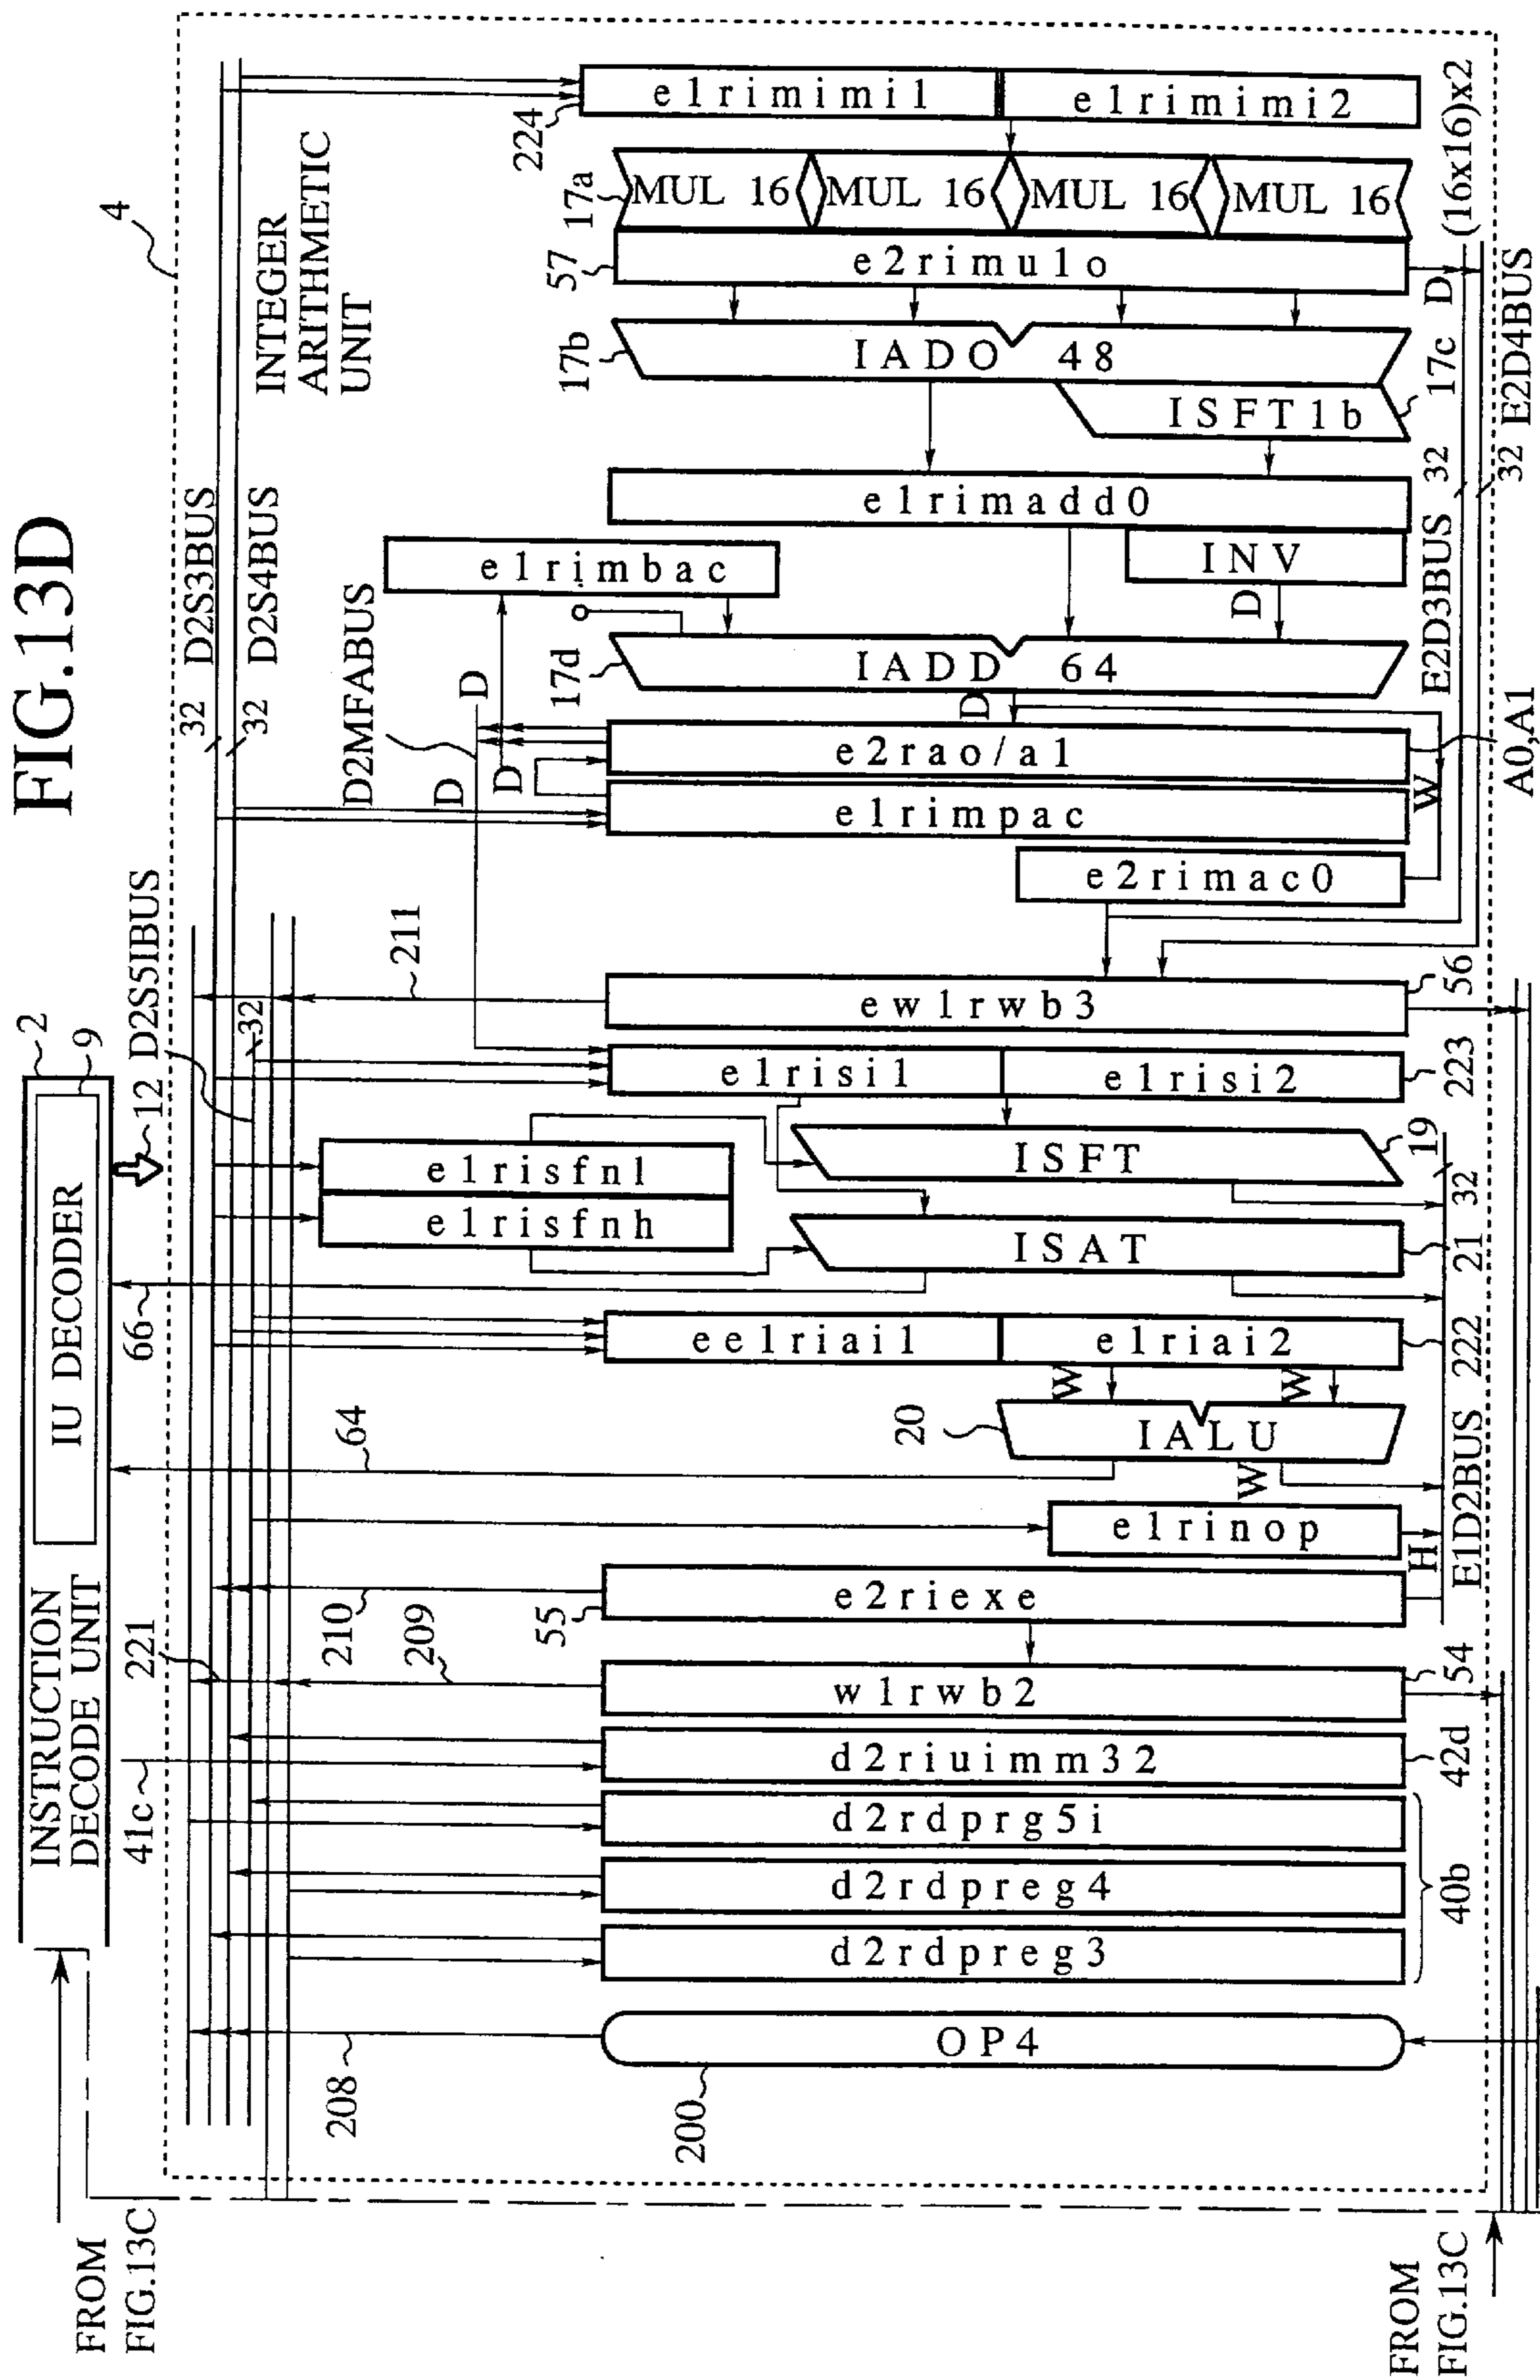 FIG.13D
FROM
FIG.13C
INSTRUCTION
DECODE UNIT
IU DECODER
2
9
12
D2S5IBUS
41c
221
64
66
4
INTEGER
ARITHMETIC
UNIT
32
D2S3BUS
32
D2S4BUS
32
208
209
210
211
D2MFABUS
D
D
D
200
OP4
d2rdpreg3
d2rdpreg4
d2rdprg5i
40b
d2riuimm32
42d
w1rwb2
54
55
e2riexe
H
e1rinop
E1D2BUS
20
IALU
W
W
W
ee1riai1
e1riai2
222
ISAT
21
32
ISFT
19
e1risfnl
e1risfnh
e1risi1
e1risi2
223
ew1rwb3
56
e2rimac0
W
e1rimpac
e2rao/a1
A0,A1
D
17d
IADD 64
e1rimbac
INV
D
e1rimadd0
E2D3BUS
32
32
E2D4BUS
ISFT1b
17c
17b
IADO 48
57
e2rimulo
D
17a
MUL 16
MUL 16
MUL 16
MUL 16
(16x16)x2
224
e1rimimi1
e1rimimi2
FROM
FIG.13C